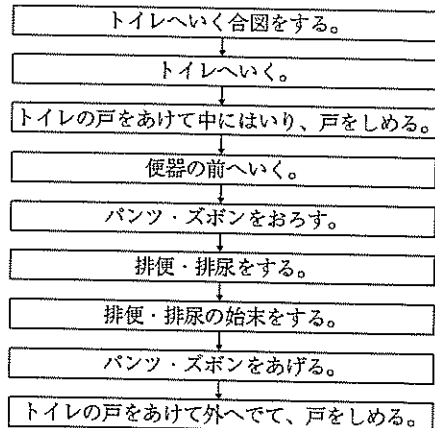 トイレへいく合図をする。
トイレへいく。
トイレの戸をあけて中にはいり、戸をしめる。
便器の前へいく。
パンツ・ズボンをおろす。
排便・排尿をする。
排便・排尿の始末をする。
パンツ・ズボンをあげる。
トイレの戸をあけて外へでて、戸をしめる。